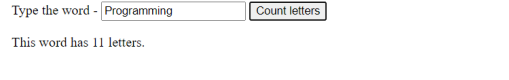 Type the word - Programming Count letters
This word has 11 letters.